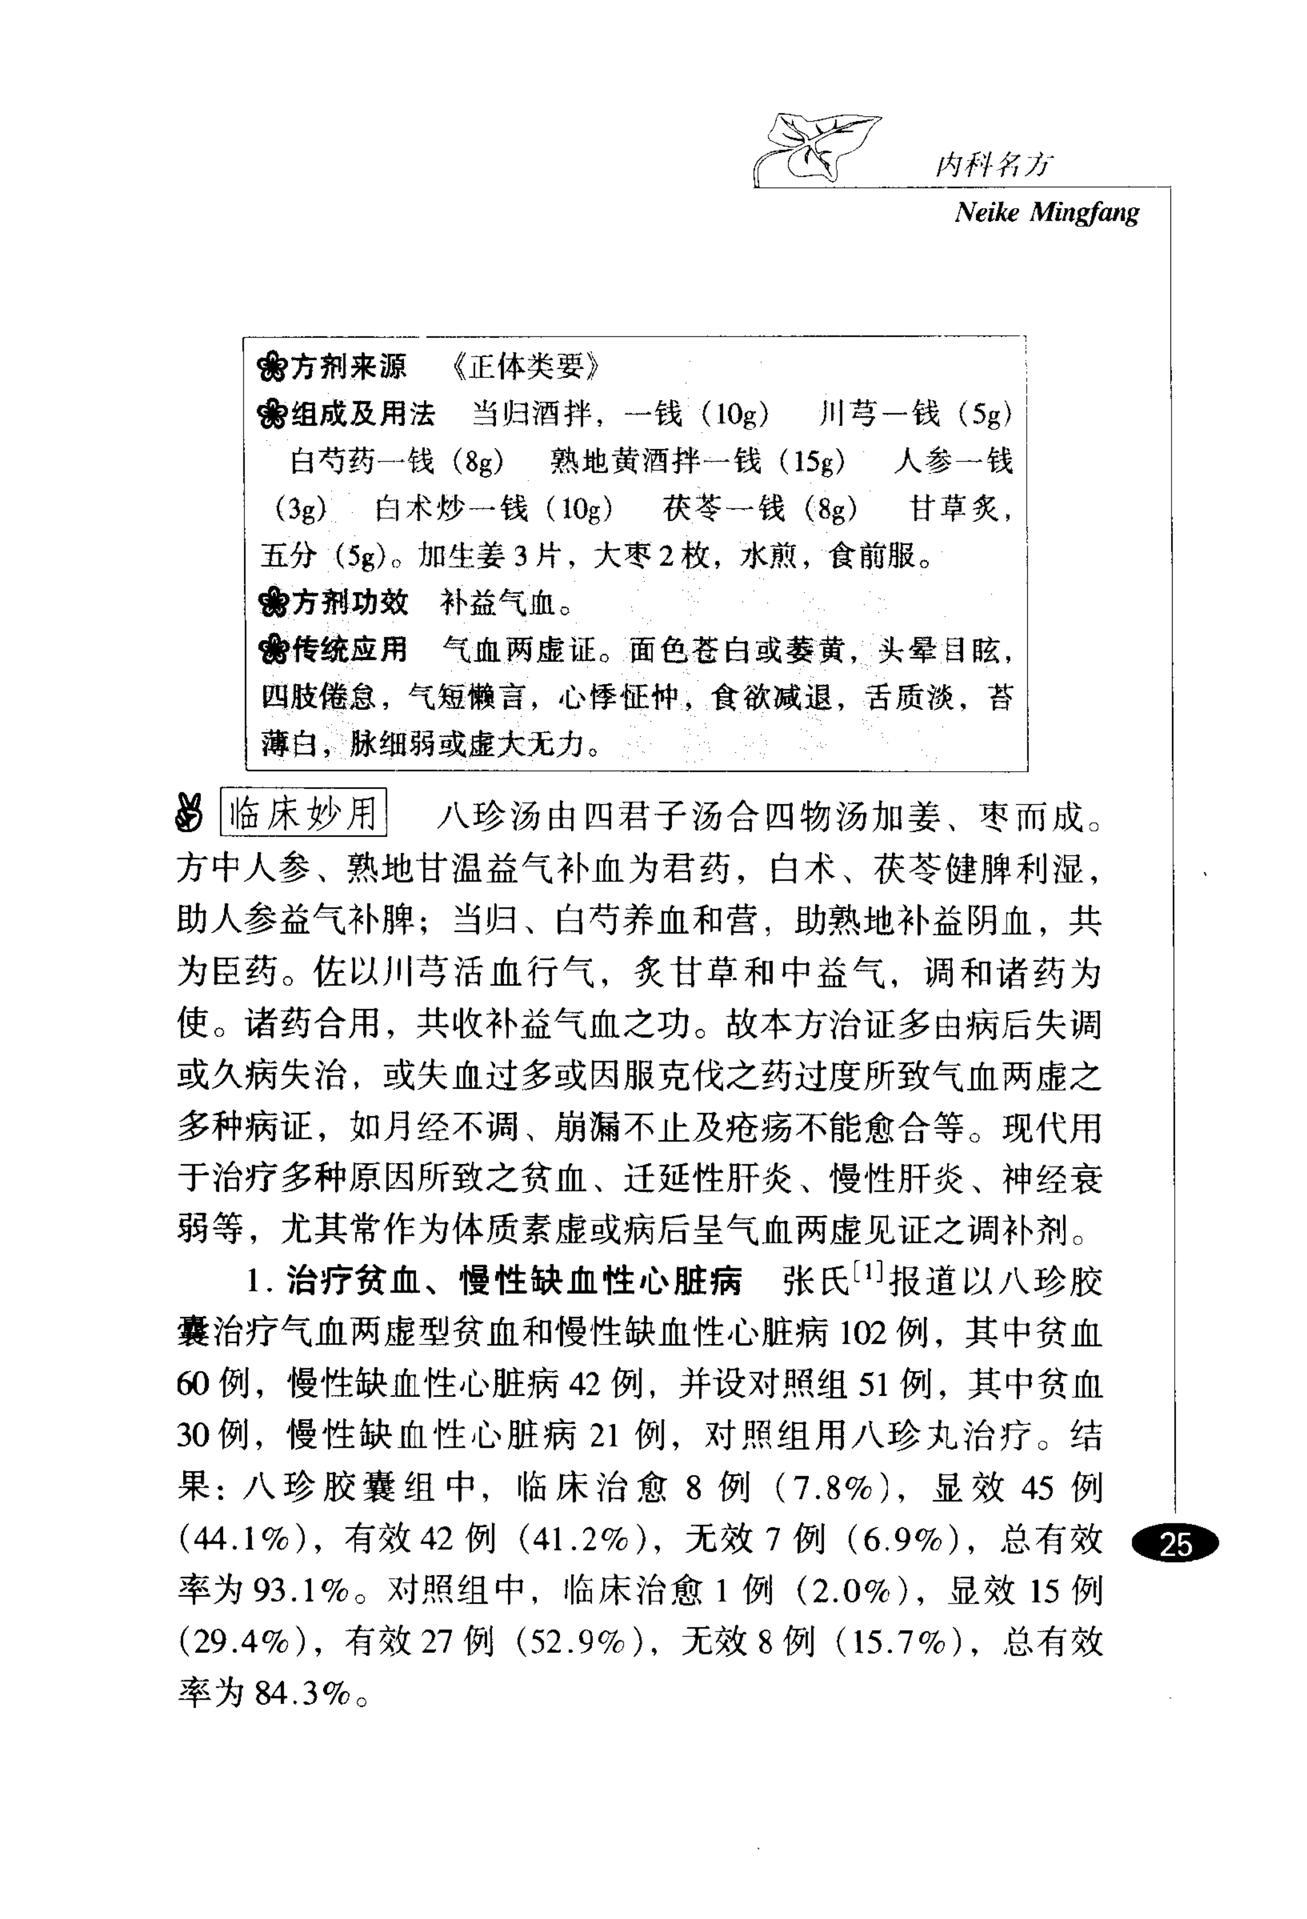 内科名方
Neike Mingfang
方剂来源 《正体类要》
组成及用法 当归酒拌，一钱（10g） 川芎一钱（5g）
白芍药一钱（8g） 熟地黄酒拌一钱（15g） 人参一钱
（3g） 白术炒一钱（10g） 茯苓一钱（8g） 甘草炙，
五分（5g）。加生姜3片，大枣2枚，水煎，食前服。
方剂功效 补益气血。
传统应用 气血两虚证。面色苍白或萎黄，头晕目眩，
四肢倦怠，气短懒言，心悸怔忡，食欲减退，舌质淡，苔
薄白，脉细弱或虚大无力。
临床妙用 八珍汤由四君子汤合四物汤加姜、枣而成。
方中人参、熟地甘温益气补血为君药，白术、茯苓健脾利湿，
助人参益气补脾；当归、白芍养血和营，助熟地补益阴血，共
为臣药。佐以川芎活血行气，炙甘草和中益气，调和诸药为
使。诸药合用，共收补益气血之功。故本方治证多由病后失调
或久病失治，或失血过多或因服克伐之药过度所致气血两虚之
多种病证，如月经不调、崩漏不止及疮疡不能愈合等。现代用
于治疗多种原因所致之贫血、迁延性肝炎、慢性肝炎、神经衰
弱等，尤其常作为体质素虚或病后呈气血两虚见证之调补剂。
1. 治疗贫血、慢性缺血性心脏病 张氏[1]报道以八珍胶
囊治疗气血两虚型贫血和慢性缺血性心脏病102例，其中贫血
60例，慢性缺血性心脏病42例，并设对照组51例，其中贫血
30例，慢性缺血性心脏病21例，对照组用八珍丸治疗。结
果：八珍胶囊组中，临床治愈8例（7.8%），显效45例
（44.1%），有效42例（41.2%），无效7例（6.9%），总有效
率为93.1%。对照组中，临床治愈1例（2.0%），显效15例
（29.4%），有效27例（52.9%），无效8例（15.7%），总有效
率为84.3%。
25